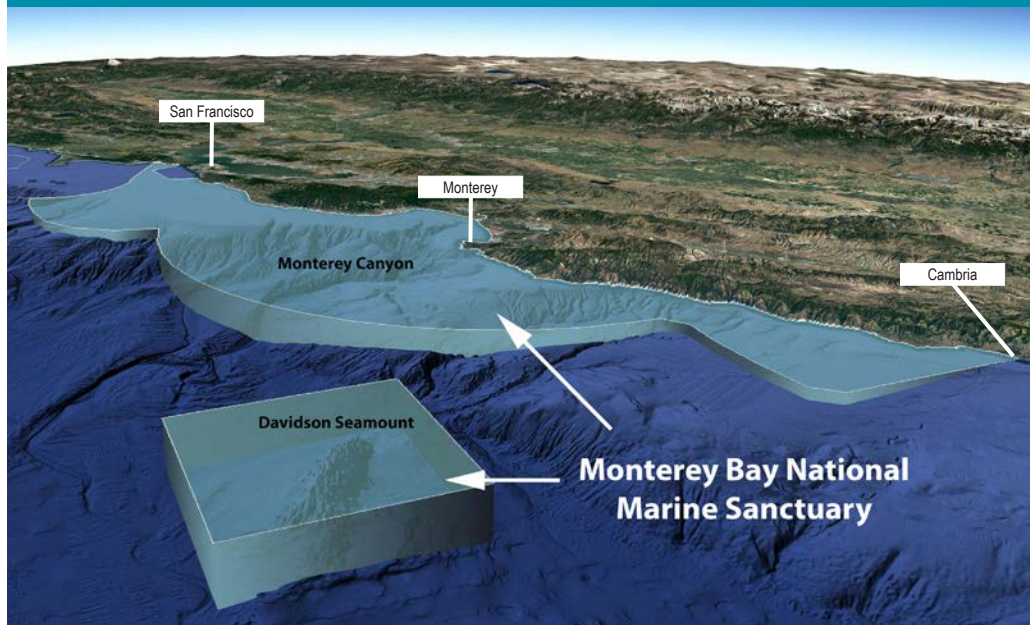 San Francisco
Monterey
Monterey Canyon
Cambria
Davidson Seamount
Monterey Bay National
Marine Sanctuary